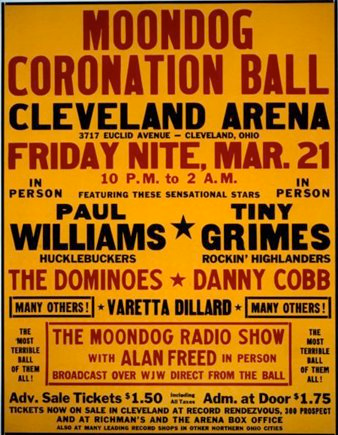 MOONDOG
CORONATION BALL
CLEVELAND ARENA
3717 EUCLID AVENUE – CLEVELAND, OHIO
FRIDAY NITE, MAR. 21
10 P.M. to 2 A.M.
IN PERSON
FEATURING THESE SENSATIONAL STARS
IN PERSON
PAUL WILLIAMS
HUCKLEBUCKERS
★
TINY GRIMES
ROCKIN' HIGHLANDERS
THE DOMINOES ★ DANNY COBB
MANY OTHERS! ★ VARETTA DILLARD ★ MANY OTHERS!
THE 'MOST TERRIBLE BALL OF THEM ALL!
THE MOONDOG RADIO SHOW
WITH ALAN FREED IN PERSON
BROADCAST OVER WJW DIRECT FROM THE BALL
THE 'MOST TERRIBLE BALL OF THEM ALL!
Adv. Sale Tickets $1.50 Including All Taxes Adm. at Door $1.75
TICKETS NOW ON SALE IN CLEVELAND AT RECORD RENDEZVOUS, 300 PROSPECT
AND AT RICHMAN'S AND THE ARENA BOX OFFICE
ALSO AT MANY LEADING RECORD SHOPS IN OTHER NORTHERN OHIO CITIES